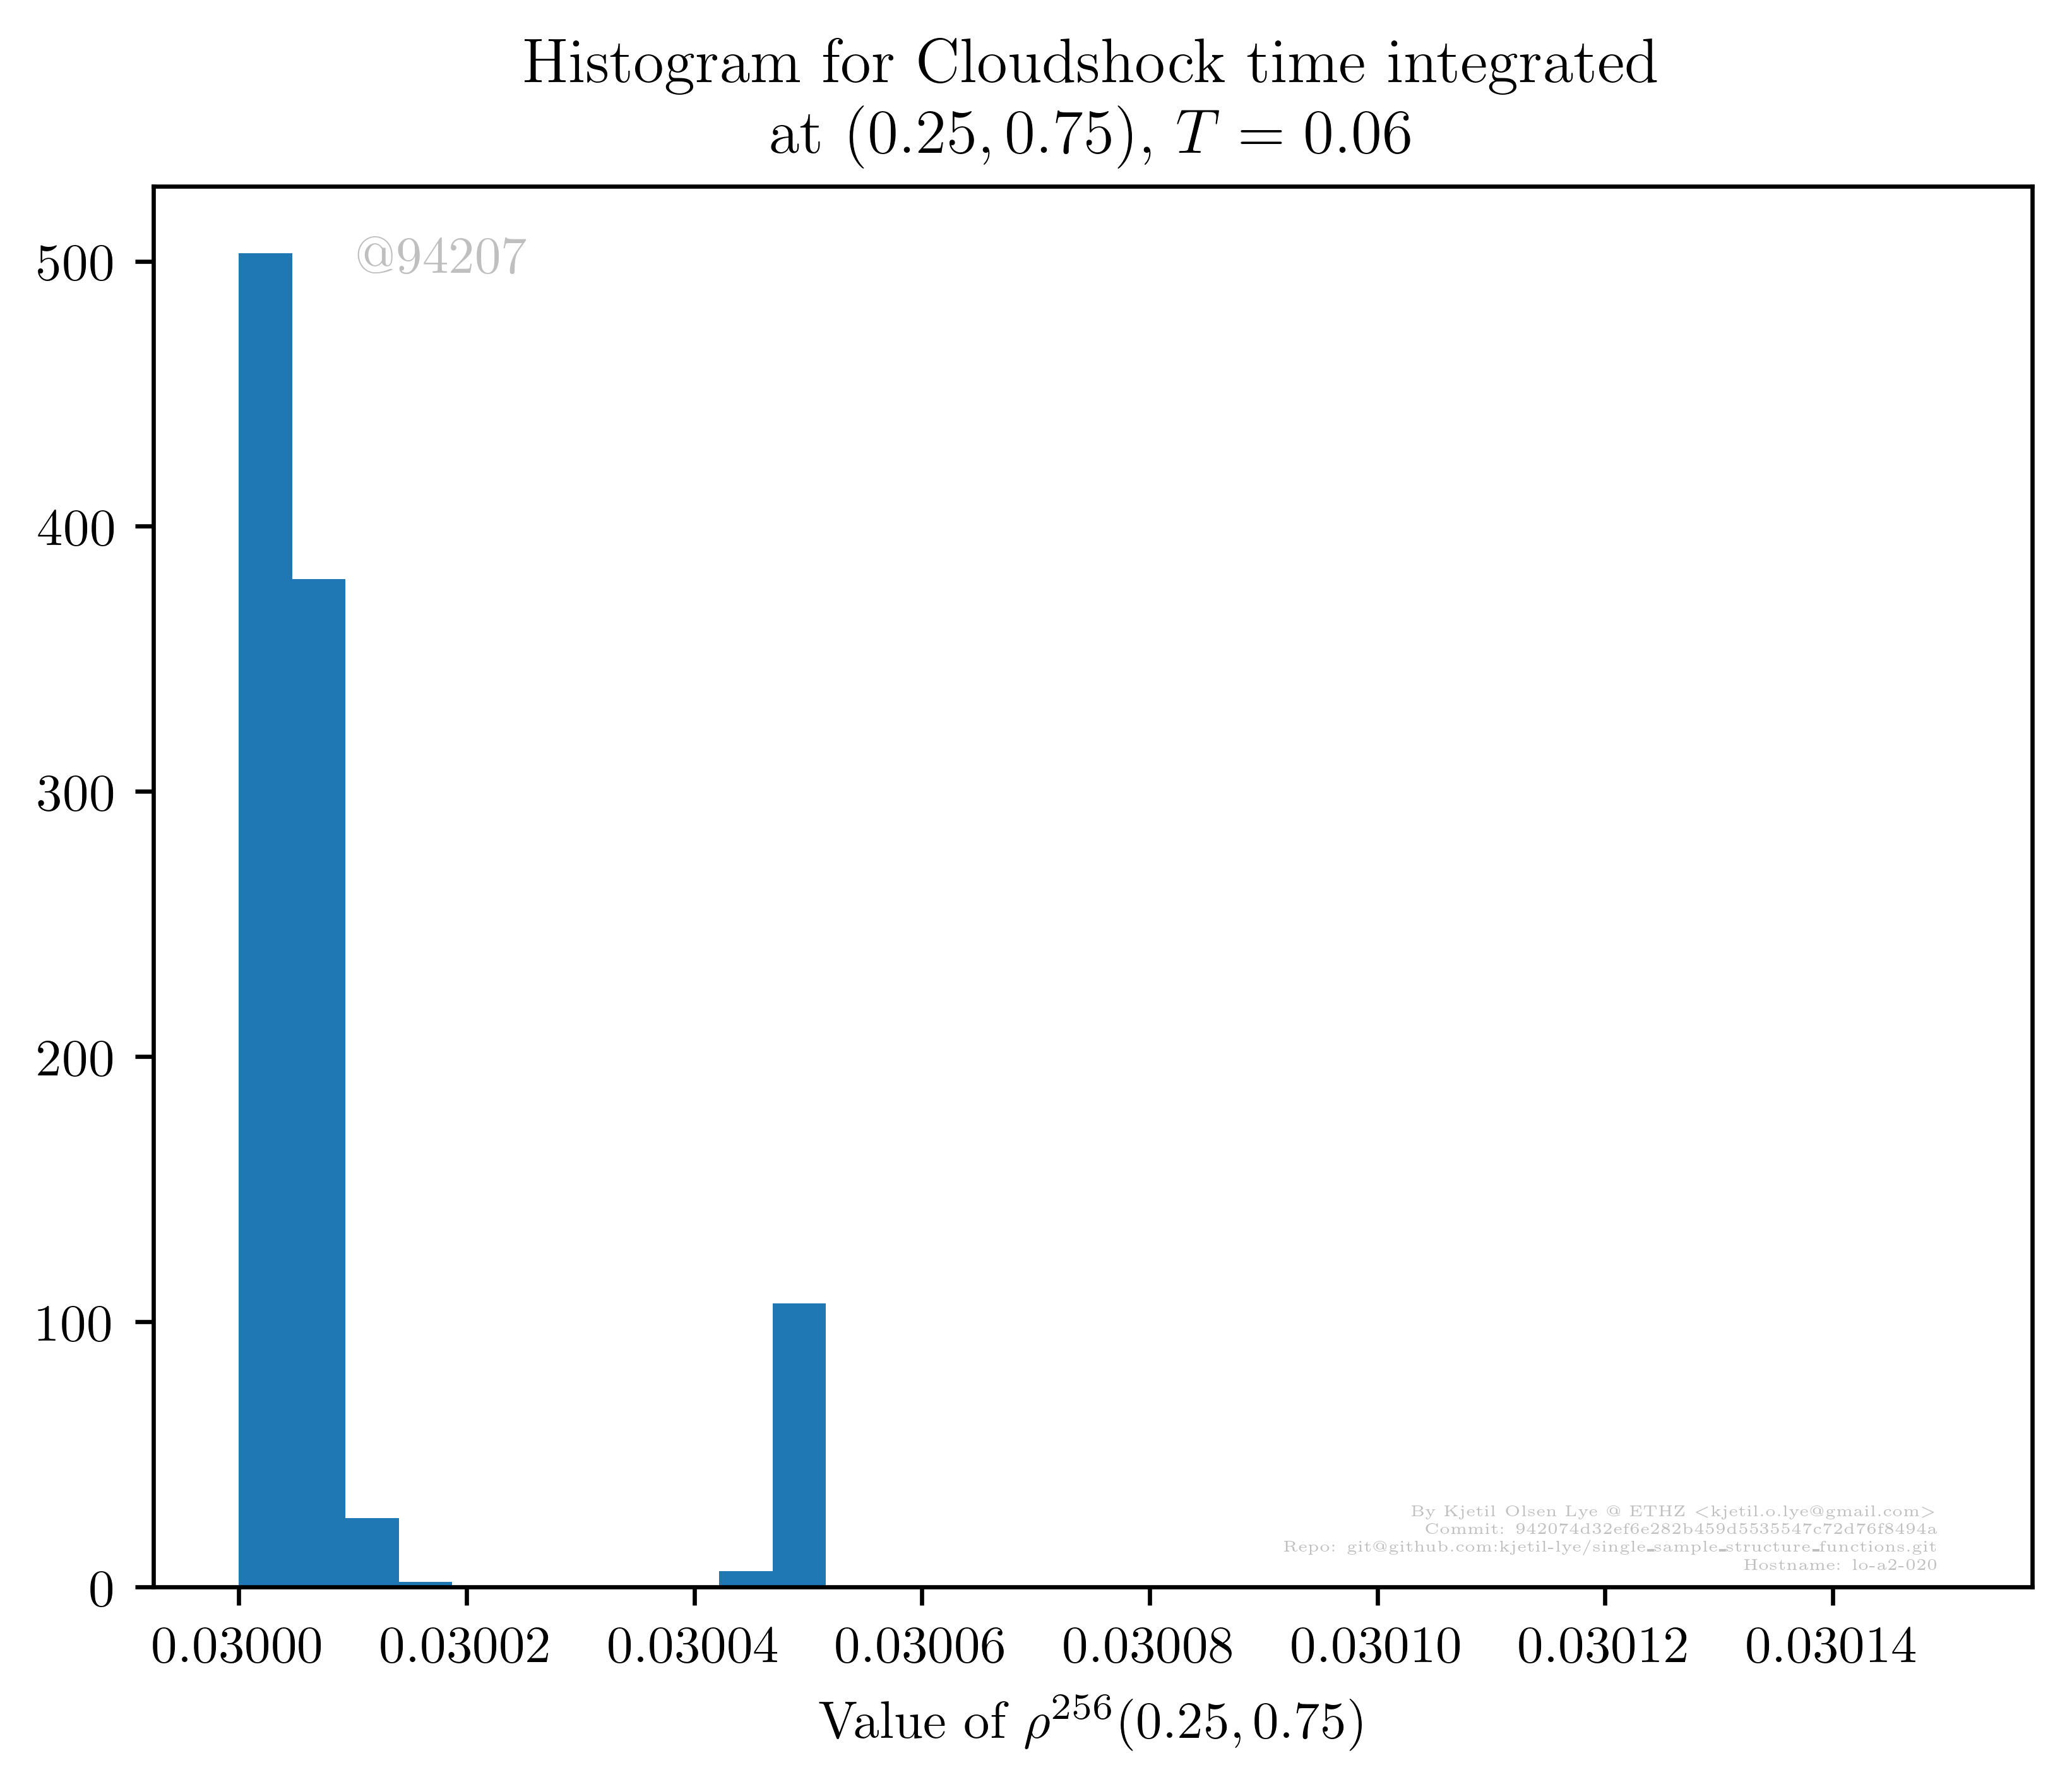 Histogram for Cloudshock time integrated
at (0.25, 0.75), T = 0.06
@94207
500
400
300
200
100
0
By Kjetil Olsen Lye @ ETHZ <kjetil.o.lye@gmail.com>
Commit: 942074d32ef6e282b459d5535547c72d76f8494a
Repo: git@github.com:kjetil-lye/single_sample_structure_functions.git
Hostname: lo-a2-020
0.03000 0.03002 0.03004 0.03006 0.03008 0.03010 0.03012 0.03014
Value of ρ²⁵⁶(0.25, 0.75)